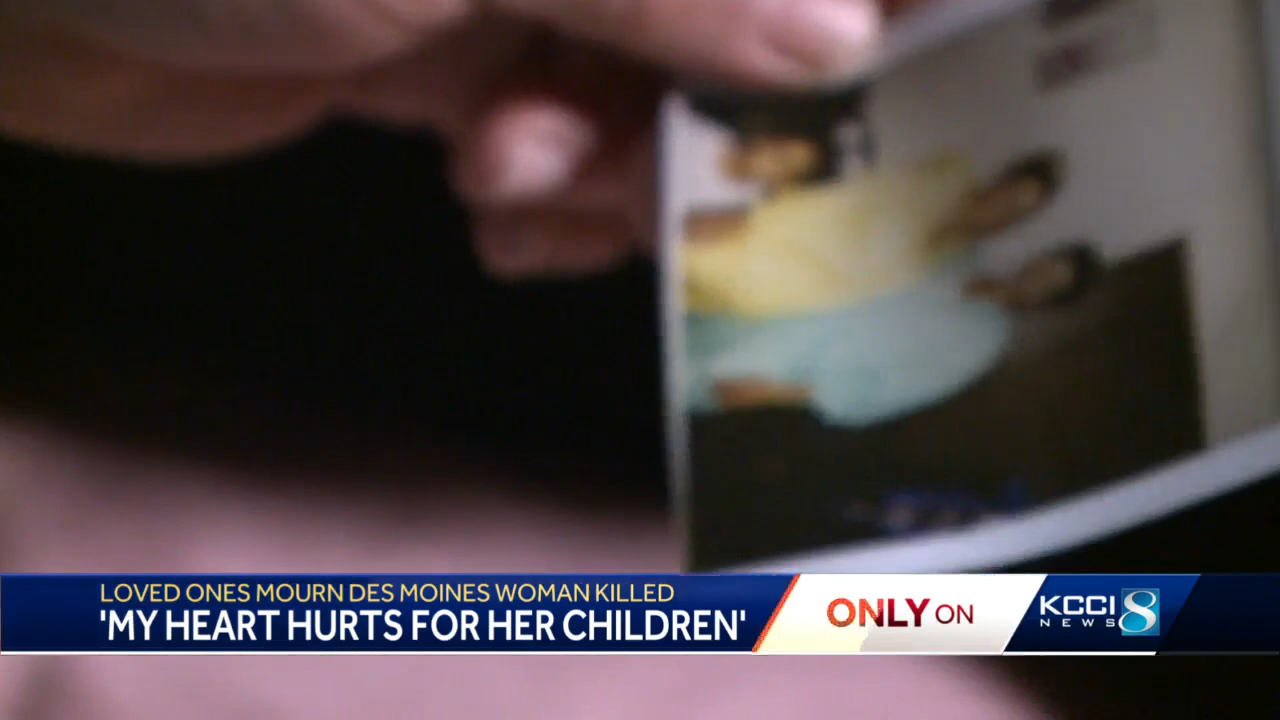 LOVED ONES MOURN DES MOINES WOMAN KILLED
'MY HEART HURTS FOR HER CHILDREN'
ONLY ON
KCCI 8
NEWS